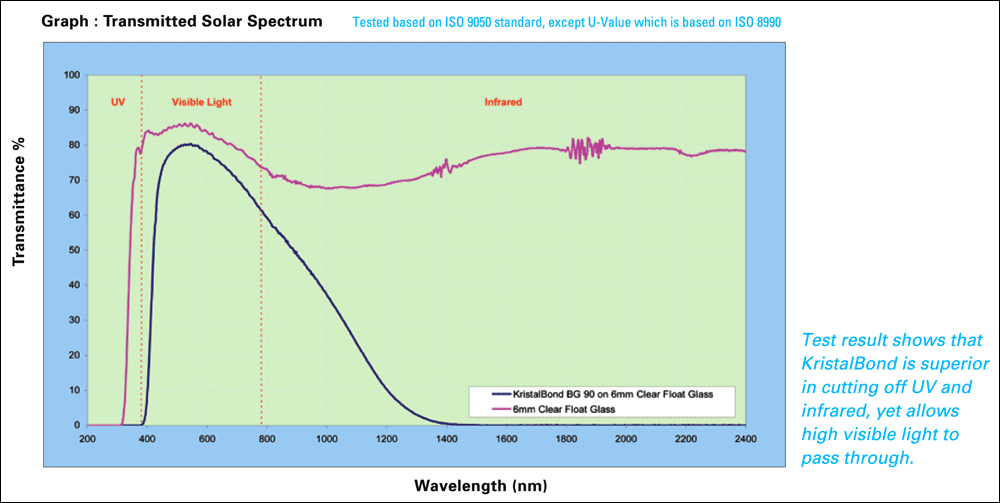 Graph : Transmitted Solar Spectrum
Tested based on ISO 9050 standard, except U-Value which is based on ISO 8990
Transmittance %
100
90
80
70
60
50
40
30
20
10
0
UV
Visible Light
Infrared
KristalBond BG 90 on 6mm Clear Float Glass
6mm Clear Float Glass
200 400 600 800 1000 1200 1400 1600 1800 2000 2200 2400
Wavelength (nm)
Test result shows that
KristalBond is superior
in cutting off UV and
infrared, yet allows
high visible light to
pass through.